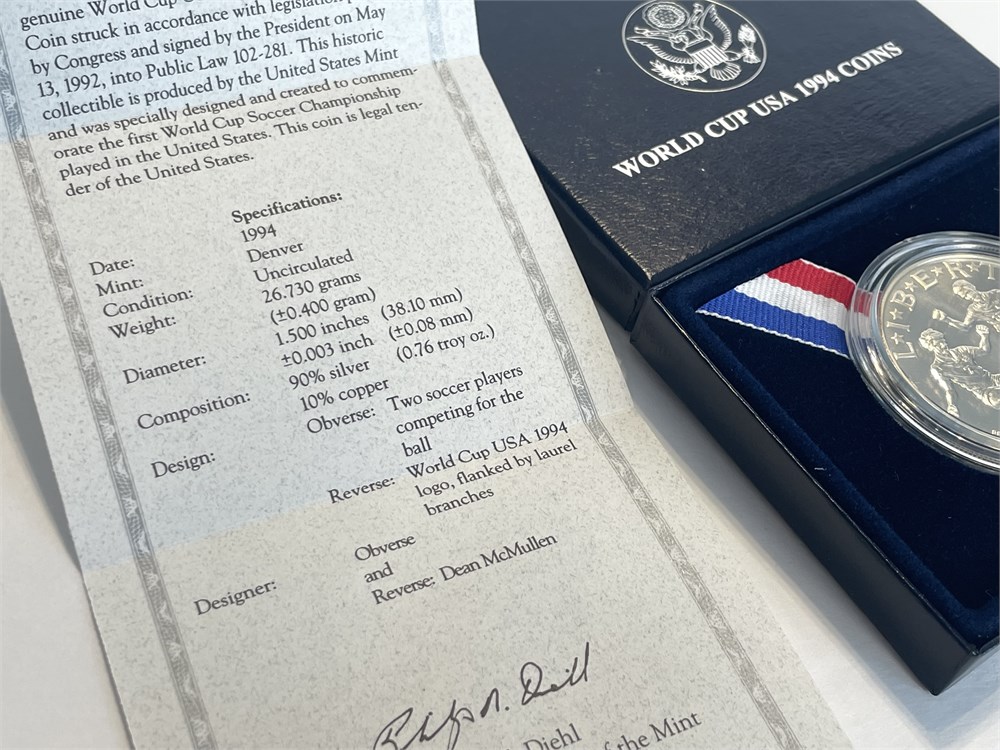 genuine World Cup
Coin struck in accordance with legislation
by Congress and signed by the President on May
13, 1992, into Public Law 102-281. This historic
collectible is produced by the United States Mint
and was specially designed and created to commem-
orate the first World Cup Soccer Championship
played in the United States. This coin is legal ten-
der of the United States.
Specifications:
Date: 1994
Mint: Denver
Condition: Uncirculated
Weight: 26.730 grams
(±0.400 gram)
Diameter: 1.500 inches (38.10 mm)
±0.003 inch (±0.08 mm)
Composition: 90% silver (0.76 troy oz.)
10% copper
Design: Obverse: Two soccer players
competing for the
ball
Reverse: World Cup USA 1994
logo, flanked by laurel
branches
Designer: Obverse
and
Reverse: Dean McMullen
Philip N. Diehl
Diehl
of the Mint
WORLD CUP USA 1994 COINS
L·I·B·E·R·T